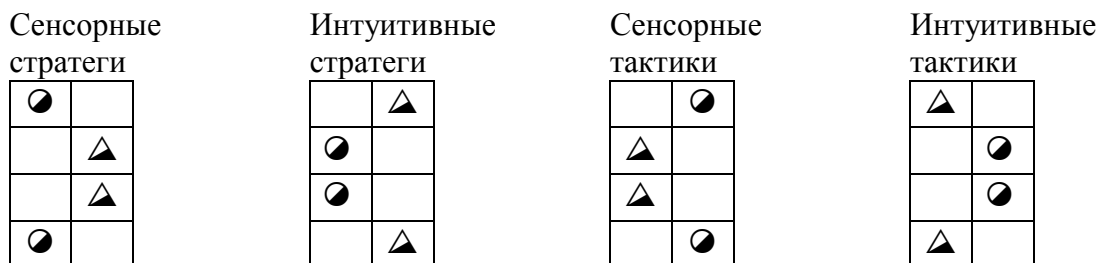 Сенсорные
стратеги
Интуитивные
стратеги
Сенсорные
тактики
Интуитивные
тактики